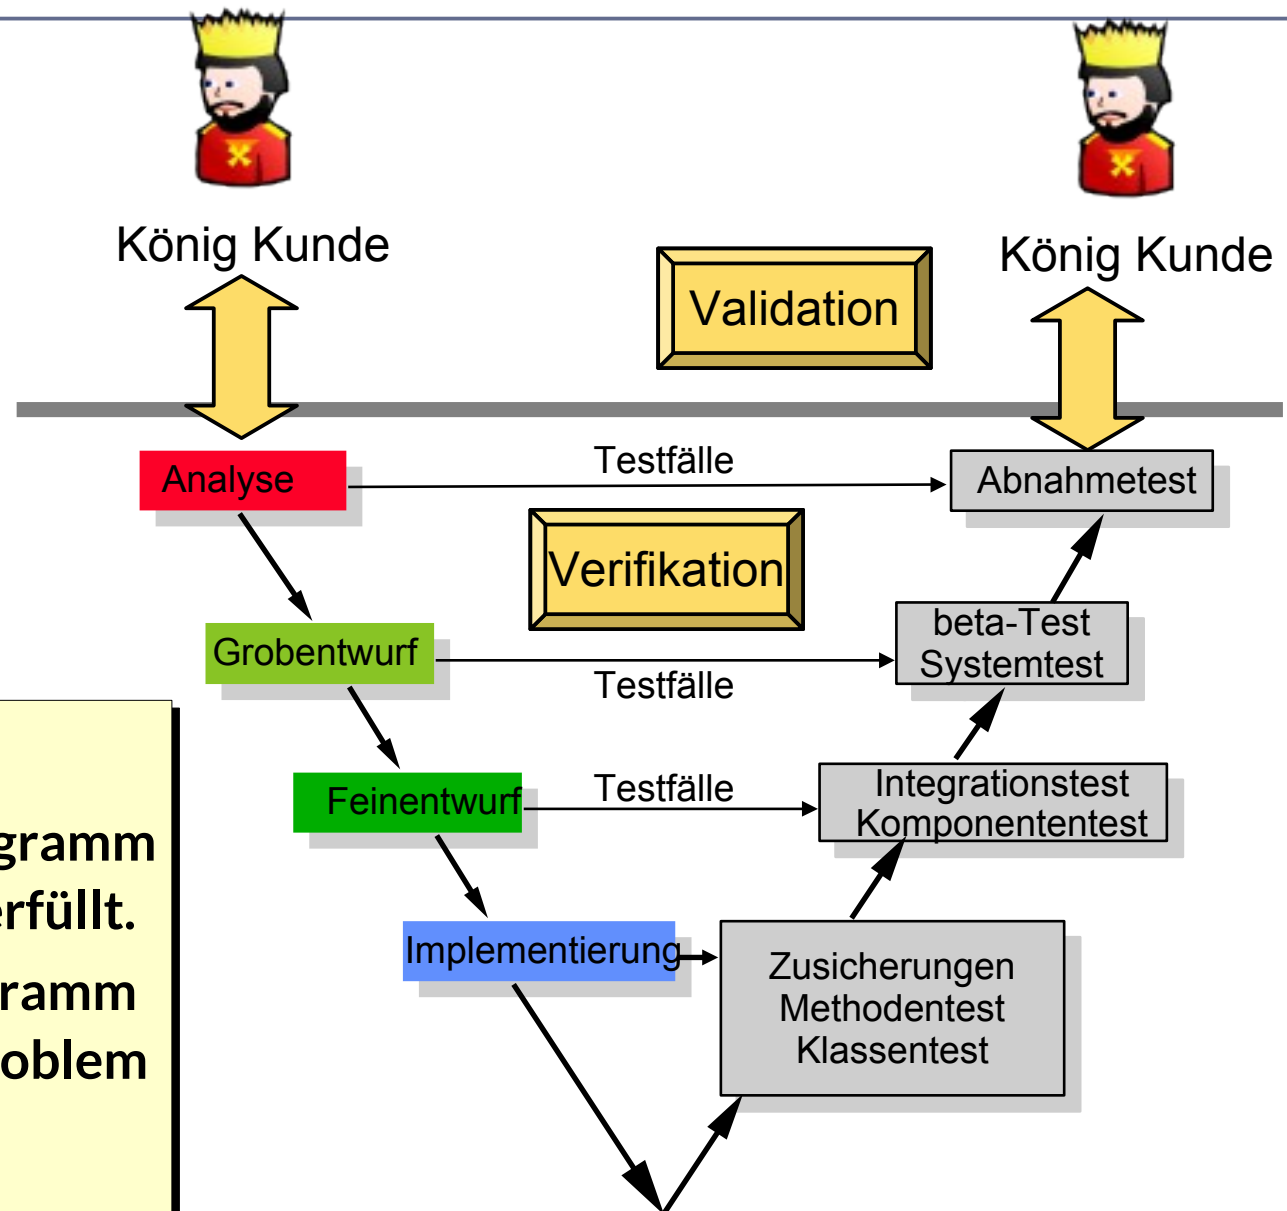 König Kunde
König Kunde
Validation
Analyse
Testfälle
Abnahmetest
Verifikation
Grobentwurf
Testfälle
beta-Test
Systemtest
Feinentwurf
Testfälle
Integrationstest
Komponententest
Implementierung
Zusicherungen
Methodentest
Klassentest
gramm
erfüllt.
ramm
oblem